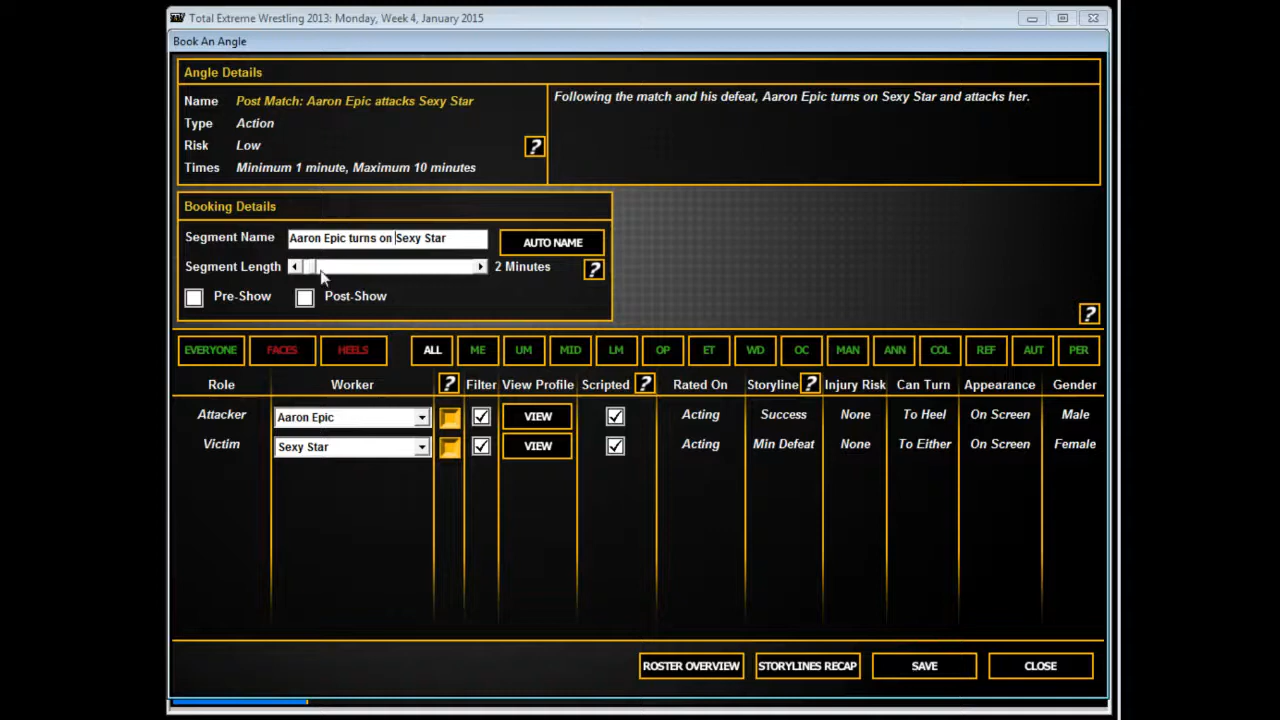 Total Extreme Wrestling 2013: Monday, Week 4, January 2015
Book An Angle
Angle Details
Name Post Match: Aaron Epic attacks Sexy Star
Type Action
Risk Low
?
Times Minimum 1 minute, Maximum 10 minutes
Following the match and his defeat, Aaron Epic turns on Sexy Star and attacks her.
Booking Details
Segment Name Aaron Epic turns on Sexy Star AUTO NAME
Segment Length 2 Minutes ?
Pre-Show Post-Show
?
EVERYONE FACES HEELS ALL ME UM MID LM OP ET WD OC MAN ANN COL REF AUT PER
Role Worker ? Filter View Profile Scripted ? Rated On Storyline ? Injury Risk Can Turn Appearance Gender
Attacker Aaron Epic VIEW Acting Success None To Heel On Screen Male
Victim Sexy Star VIEW Acting Min Defeat None To Either On Screen Female
ROSTER OVERVIEW STORYLINES RECAP SAVE CLOSE